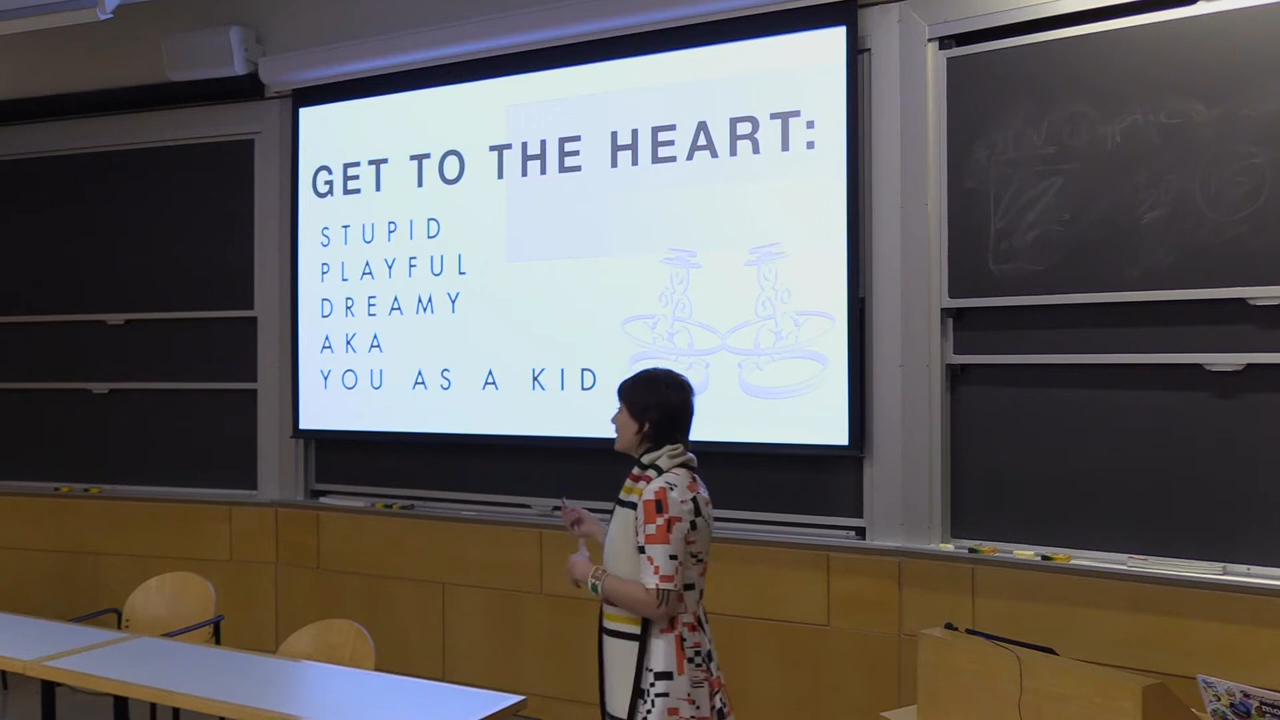 GET TO THE HEART:
STUPID
PLAYFUL
DREAMY
AKA
YOU AS A KID